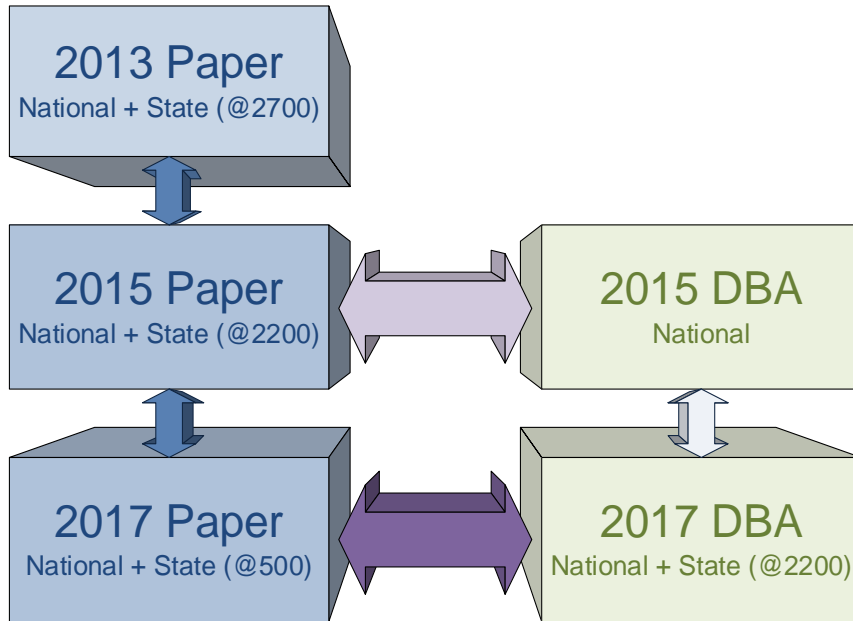 2013 Paper
National + State (@2700)
2015 Paper
National + State (@2200)
2015 DBA
National
2017 Paper
National + State (@500)
2017 DBA
National + State (@2200)